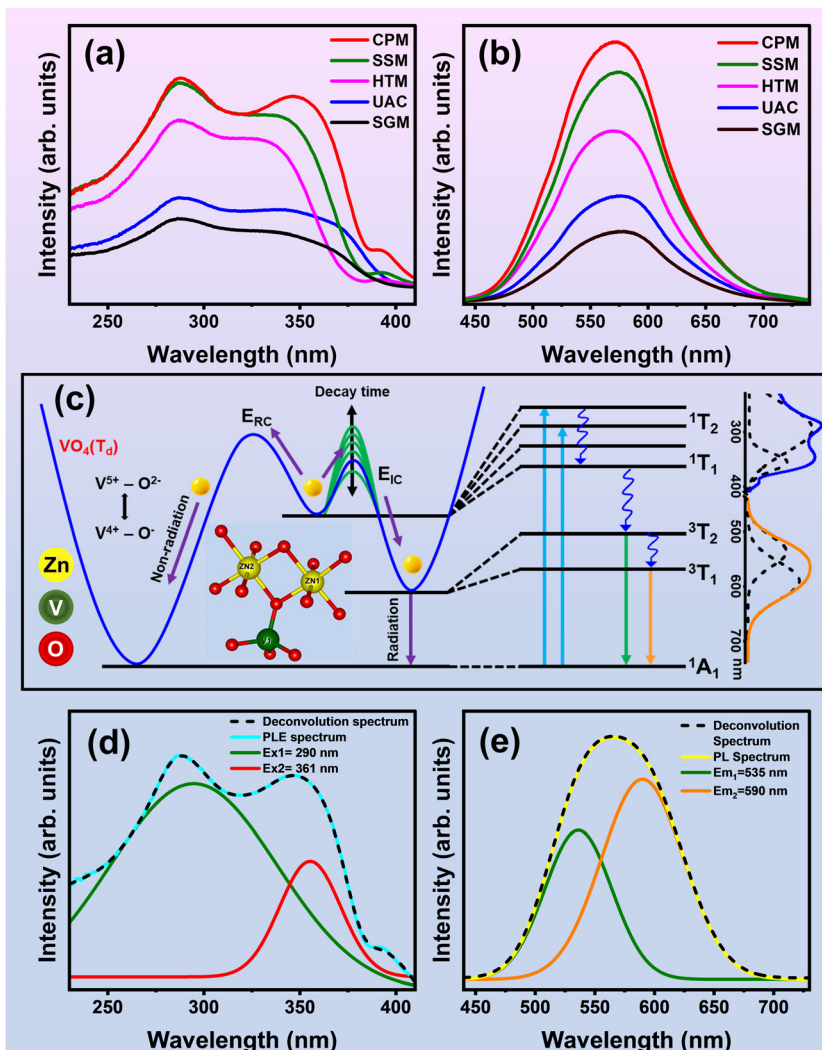 (a)
CPM
SSM
HTM
UAC
SGM
Intensity (arb. units)
250 300 350 400
Wavelength (nm)
(b)
CPM
SSM
HTM
UAC
SGM
Intensity (arb. units)
450 500 550 600 650 700
Wavelength (nm)
(c)
Decay time
E_RC
E_IC
VO₄(T_d)
V⁵⁺ – O²⁻
V⁴⁺ – O⁻
Non-radiation
Radiation
ZN2
ZN1
V1
Zn
V
O
¹T₂
¹T₁
³T₂
³T₁
¹A₁
300
400
500
600
700 nm
(d)
Deconvolution spectrum
PLE spectrum
Ex1= 290 nm
Ex2= 361 nm
Intensity (arb. units)
250 300 350 400
Wavelength (nm)
(e)
Deconvolution
Spectrum
PL Spectrum
Em₁=535 nm
Em₂=590 nm
Intensity (arb. units)
450 500 550 600 650 700
Wavelength (nm)